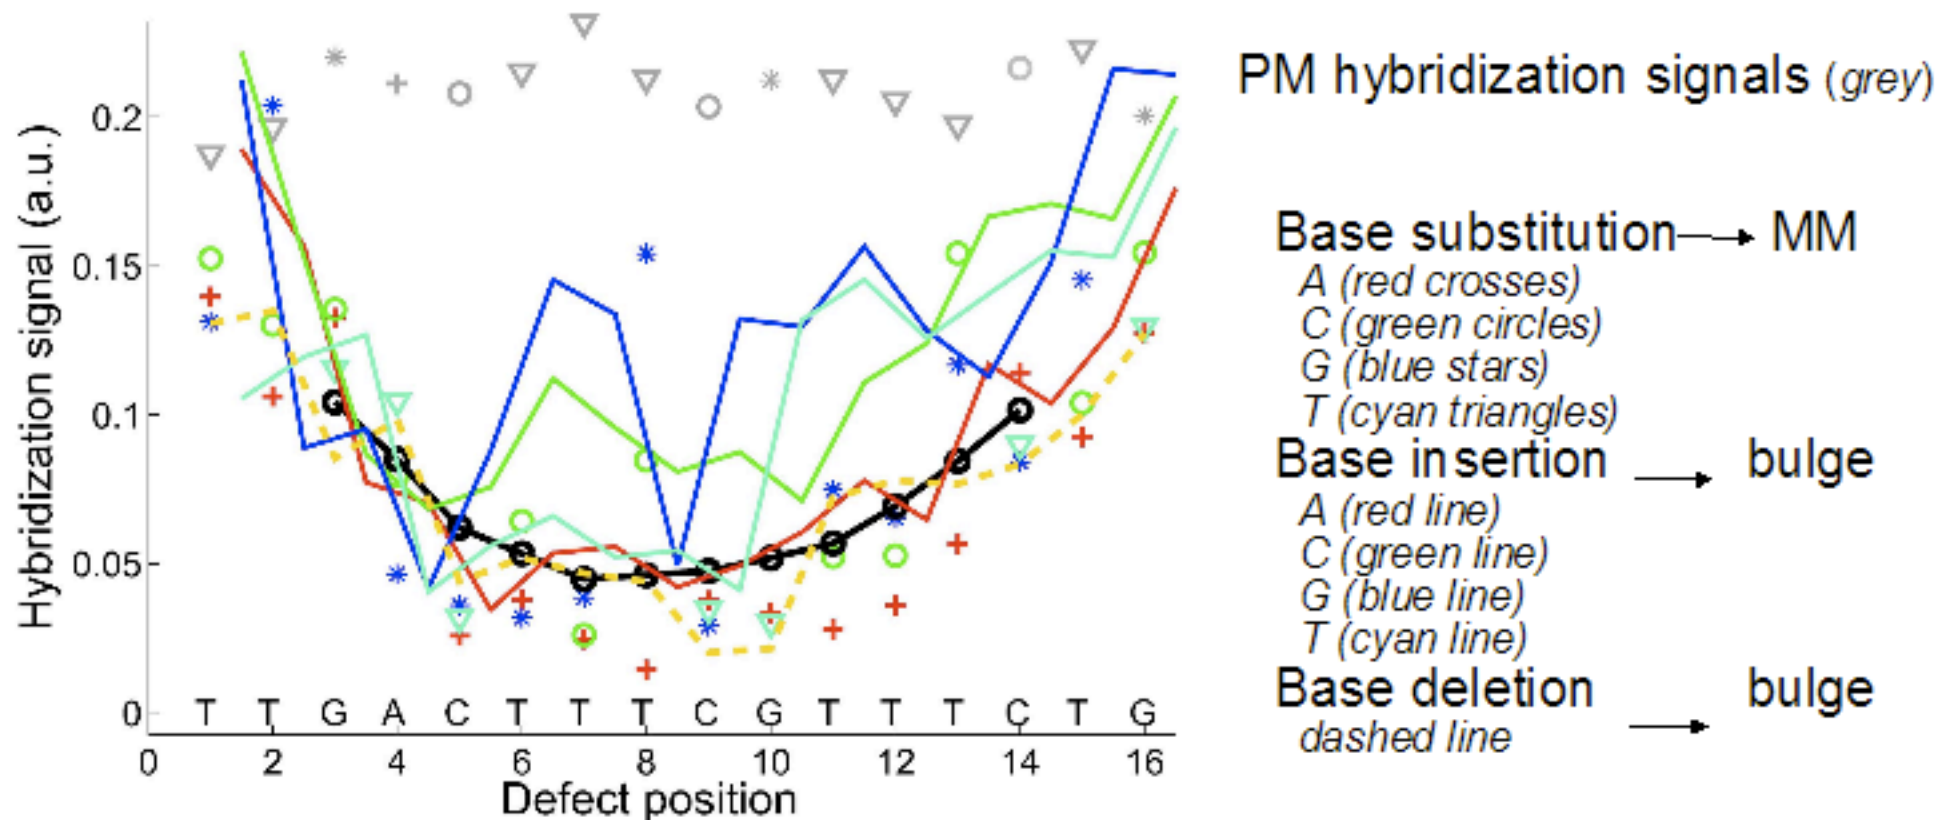 Hybridization signal (a.u.)
0.2
0.15
0.1
0.05
0
T T G A C T T T C G T T T C T G
0 2 4 6 8 10 12 14 16
Defect position
PM hybridization signals (grey)
Base substitution → MM
A (red crosses)
C (green circles)
G (blue stars)
T (cyan triangles)
Base insertion → bulge
A (red line)
C (green line)
G (blue line)
T (cyan line)
Base deletion → bulge
dashed line